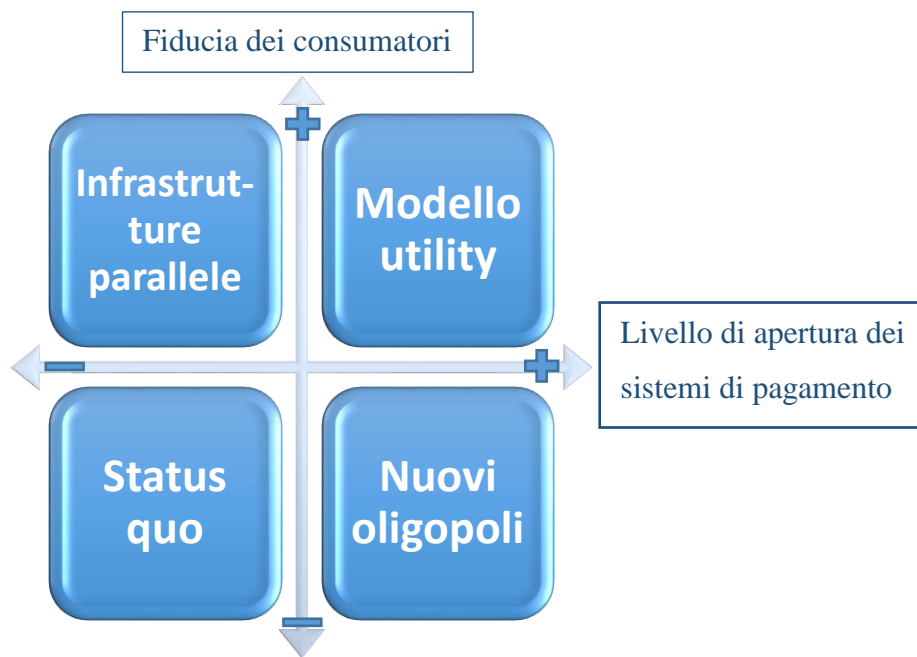 Fiducia dei consumatori
Infrastrut-
ture
parallele
Modello
utility
Livello di apertura dei
sistemi di pagamento
Status
quo
Nuovi
oligopoli